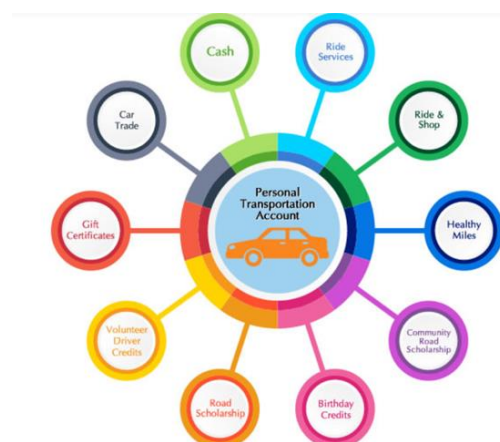 Personal
Transportation
Account
Cash
Ride
Services
Ride &
Shop
Healthy
Miles
Community
Road
Scholarship
Birthday
Credits
Road
Scholarship
Volunteer
Driver
Credits
Gift
Certificates
Car
Trade